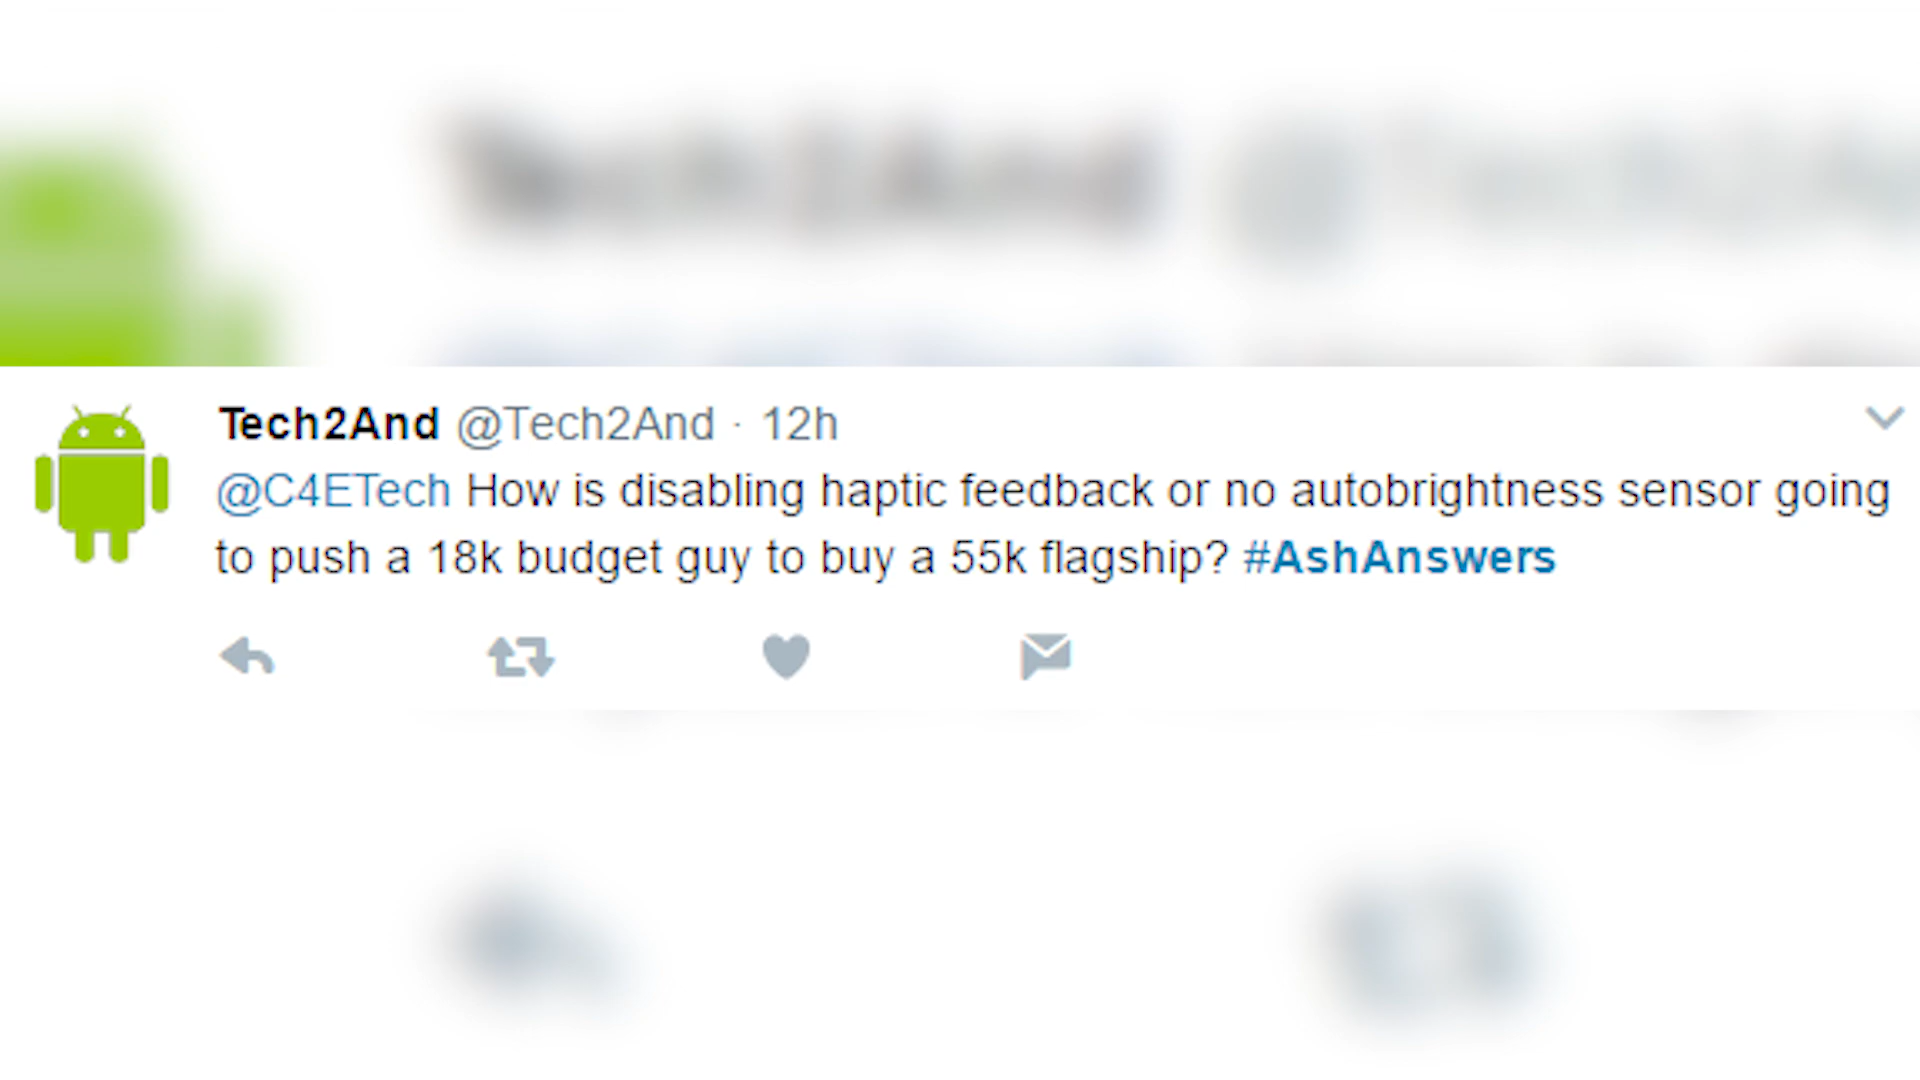 Tech2And @Tech2And · 12h
@C4ETech How is disabling haptic feedback or no autobrightness sensor going
to push a 18k budget guy to buy a 55k flagship? #AshAnswers